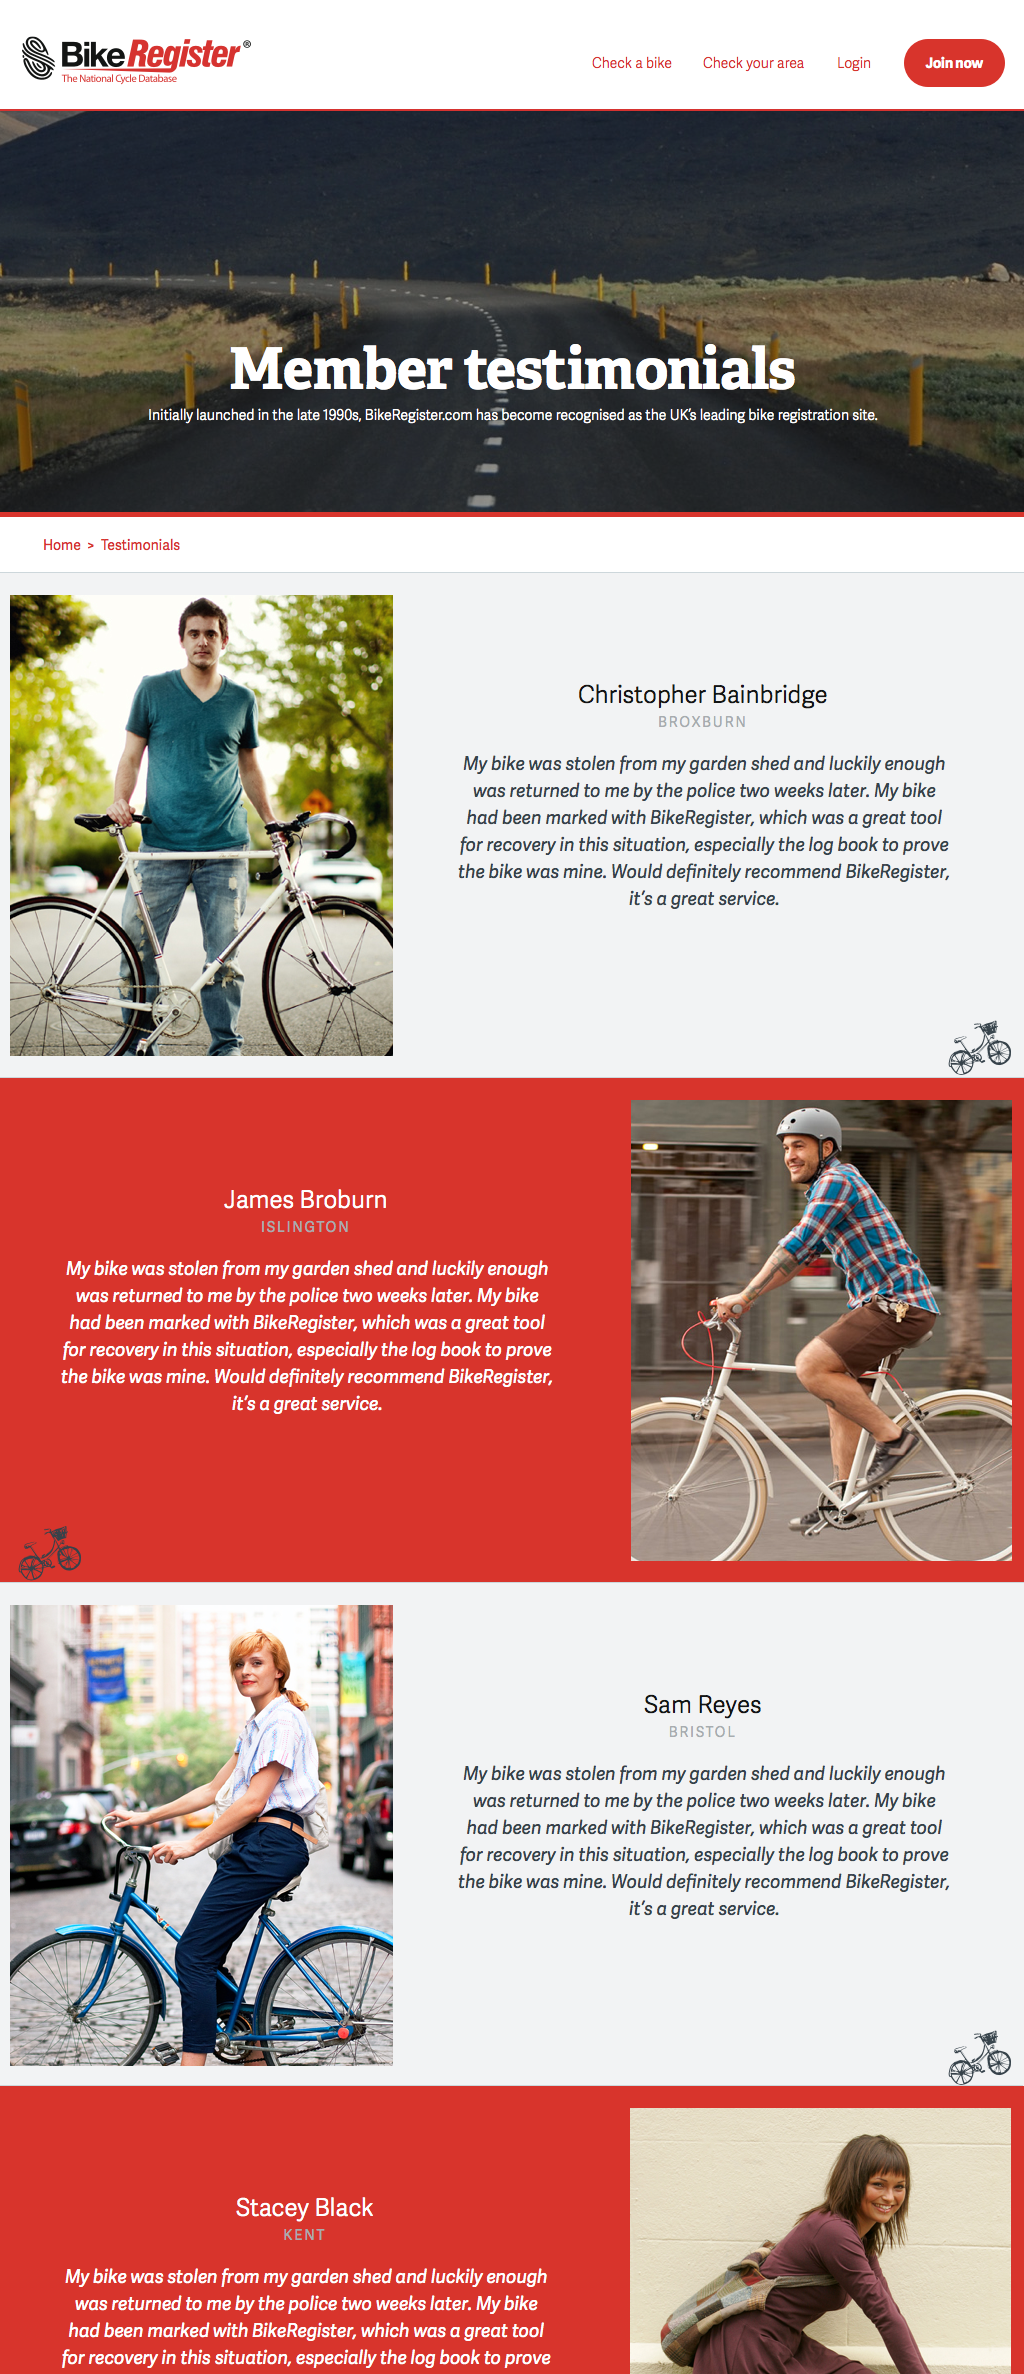 BikeRegister®
The National Cycle Database
Check a bike
Check your area
Login
Join now
Member testimonials
Initially launched in the late 1990s, BikeRegister.com has become recognised as the UK's leading bike registration site.
Home > Testimonials
Christopher Bainbridge
BROXBURN
My bike was stolen from my garden shed and luckily enough
was returned to me by the police two weeks later. My bike
had been marked with BikeRegister, which was a great tool
for recovery in this situation, especially the log book to prove
the bike was mine. Would definitely recommend BikeRegister,
it's a great service.
James Broburn
ISLINGTON
My bike was stolen from my garden shed and luckily enough
was returned to me by the police two weeks later. My bike
had been marked with BikeRegister, which was a great tool
for recovery in this situation, especially the log book to prove
the bike was mine. Would definitely recommend BikeRegister,
it's a great service.
Sam Reyes
BRISTOL
My bike was stolen from my garden shed and luckily enough
was returned to me by the police two weeks later. My bike
had been marked with BikeRegister, which was a great tool
for recovery in this situation, especially the log book to prove
the bike was mine. Would definitely recommend BikeRegister,
it's a great service.
Stacey Black
KENT
My bike was stolen from my garden shed and luckily enough
was returned to me by the police two weeks later. My bike
had been marked with BikeRegister, which was a great tool
for recovery in this situation, especially the log book to prove